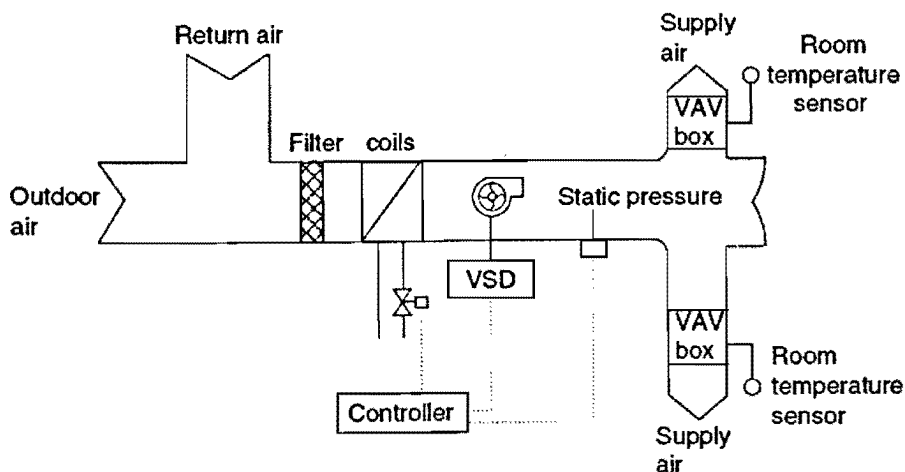 Return air
Supply
air
Room
temperature
sensor
VAV
box
Filter
coils
Outdoor
air
Static pressure
VSD
VAV
box
Room
temperature
sensor
Controller
Supply
air